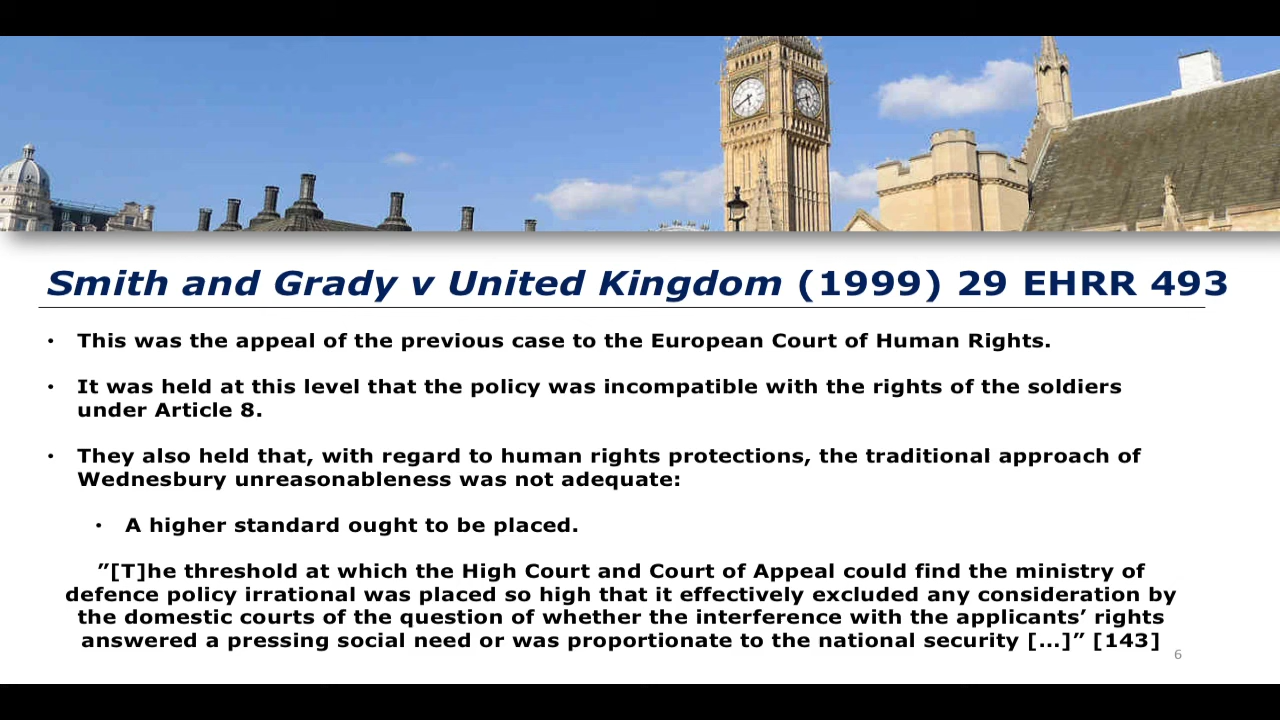 Smith and Grady v United Kingdom (1999) 29 EHRR 493
• This was the appeal of the previous case to the European Court of Human Rights.
• It was held at this level that the policy was incompatible with the rights of the soldiers
under Article 8.
• They also held that, with regard to human rights protections, the traditional approach of
Wednesbury unreasonableness was not adequate:
• A higher standard ought to be placed.
”[T]he threshold at which the High Court and Court of Appeal could find the ministry of
defence policy irrational was placed so high that it effectively excluded any consideration by
the domestic courts of the question of whether the interference with the applicants’ rights
answered a pressing social need or was proportionate to the national security […]” [143]
6